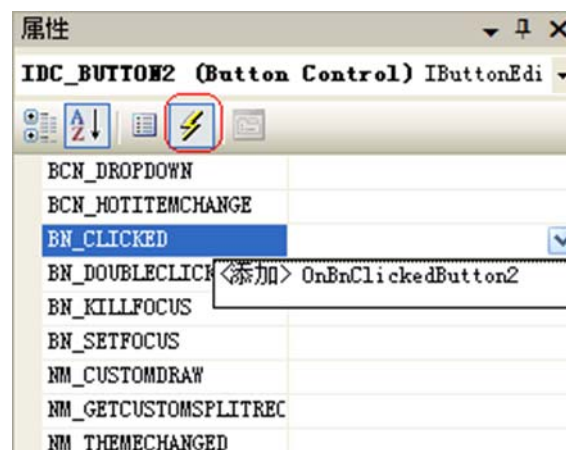 属性
IDC_BUTTON2 (Button Control) IButtonEdi
BCN_DROPDOWN
BCN_HOTITEMCHANGE
BN_CLICKED
BN_DOUBLECLICK
<添加> OnBnClickedButton2
BN_KILLFOCUS
BN_SETFOCUS
NM_CUSTOMDRAW
NM_GETCUSTOMSPLITREC
NM_THEMECHANGED